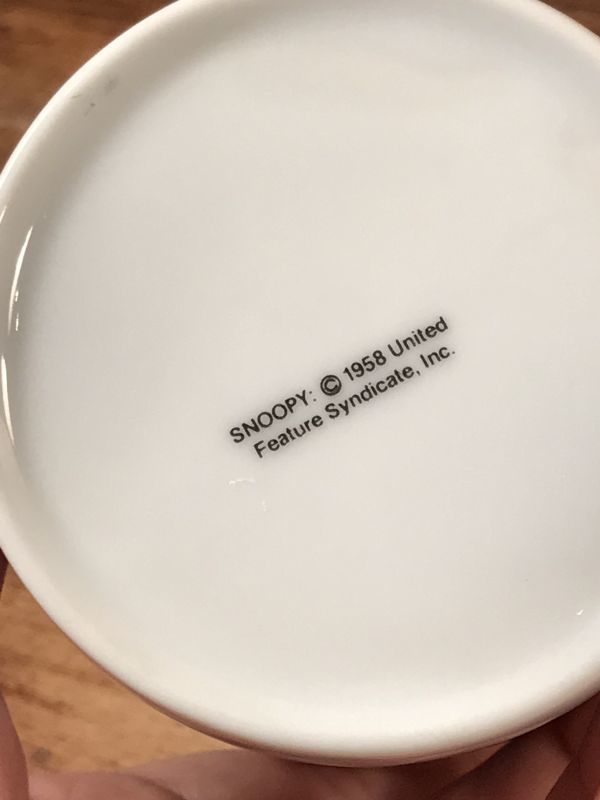 SNOOPY: © 1958 United
Feature Syndicate, Inc.